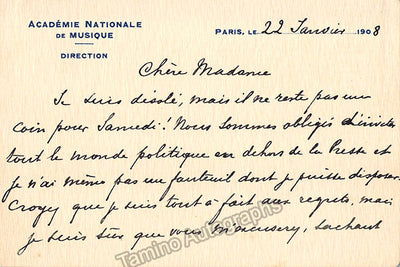 ACADÉMIE NATIONALE
DE MUSIQUE
DIRECTION
PARIS, LE 22 Janvier 1908
Chère Madame
Je suis désolé, mais il ne reste pas un
coin pour Samedi! Nous sommes obligés d'inviter
tout le monde politique en dehors de la Presse et
je n'ai même pas un fauteuil dont je puisse disposer.
Croyez que je suis tout à fait aux regrets, mais
je suis sûr que vous m'excuserez, sachant
Tamino Autographs